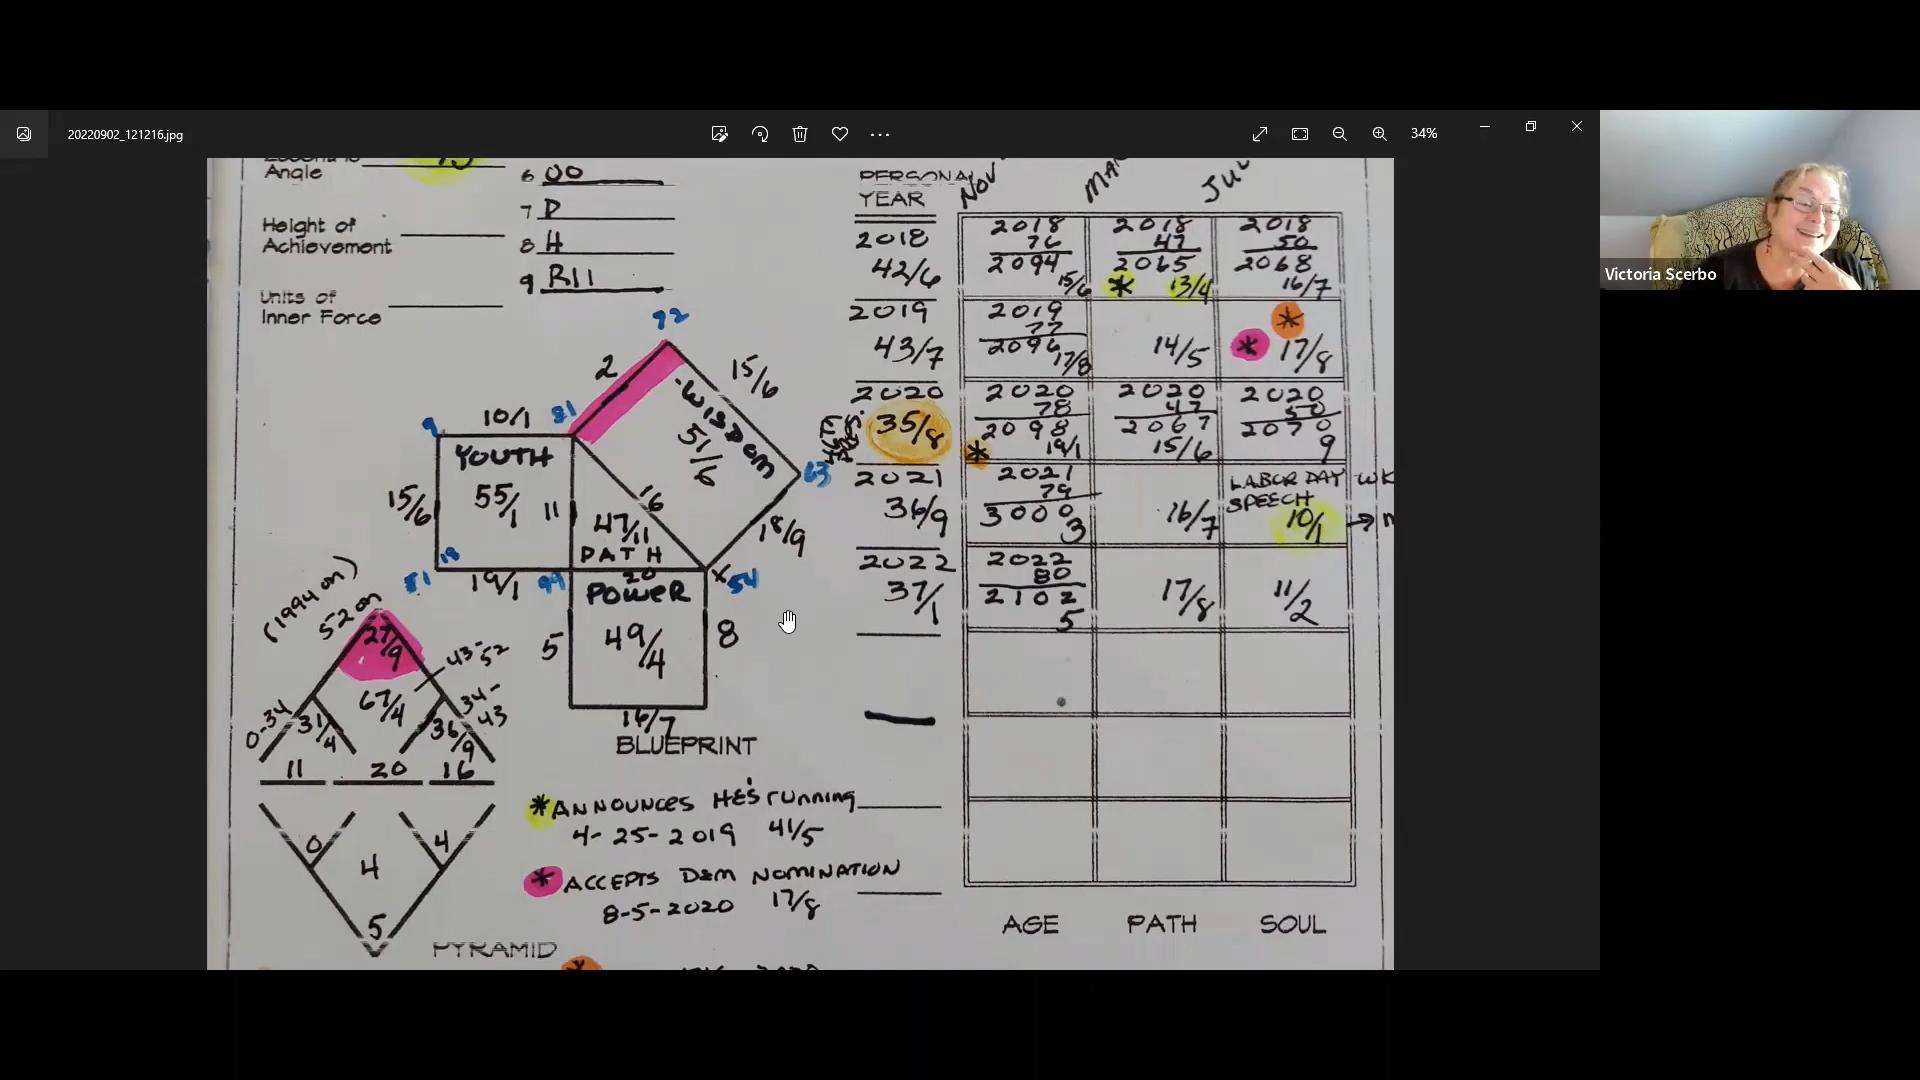 20220902_121216.jpg
34%
Victoria Scerbo
Angle
Height of
Achievement
Units of
Inner Force
6 00
7 D
8 H
9 R11
92
2
15/6
WISDOM
51/6
10/1
81
9
YOUTH
55/1
15/6
11
16
47/11
PATH
63
18/9
18
81
19/1
99
20
54
POWER
49/4
5
8
16/7
BLUEPRINT
(1994 on)
52 on
27/9
43-52
67/4
34-43
0-34
31/4
36/9
11 20 16
0 4 4
5
PYRAMID
* ANNOUNCES HE'S running
4-25-2019 41/5
* ACCEPTS DEM NOMINATION
8-5-2020 17/8
PERSONAL
YEAR
NOV
MA
JUL
2018
42/6
2018
76
2094
15/6
2018
47
2065
* 13/4
2018
50
2068
16/7
2019
43/7
2019
77
2096
17/8
14/5
*
* 17/8
2020
35/8
2020
78
2098
* 19/1
2020
47
2067
15/6
2020
50
2070
9
2021
36/9
2021
79
3000
3
16/7
LABOR DAY WK
SPEECH
10/1 →
2022
37/1
2022
80
2102
5
17/8
11/2
AGE PATH SOUL